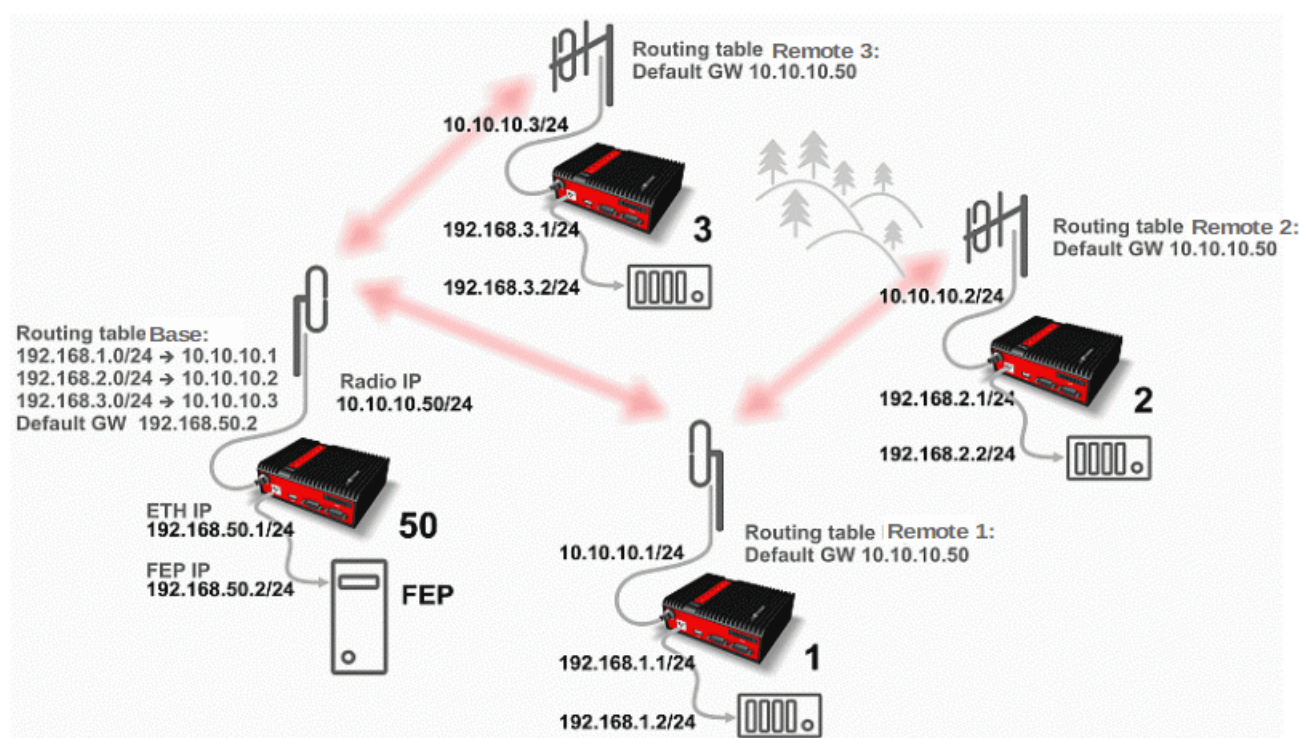 Routing table Remote 3:
Default GW 10.10.10.50
10.10.10.3/24
192.168.3.1/24
3
192.168.3.2/24
Routing table Remote 2:
Default GW 10.10.10.50
10.10.10.2/24
192.168.2.1/24
2
192.168.2.2/24
Routing table Base:
192.168.1.0/24 → 10.10.10.1
192.168.2.0/24 → 10.10.10.2
192.168.3.0/24 → 10.10.10.3
Default GW 192.168.50.2
Radio IP
10.10.10.50/24
ETH IP
192.168.50.1/24
50
FEP IP
192.168.50.2/24
FEP
Routing table Remote 1:
Default GW 10.10.10.50
10.10.10.1/24
192.168.1.1/24
1
192.168.1.2/24